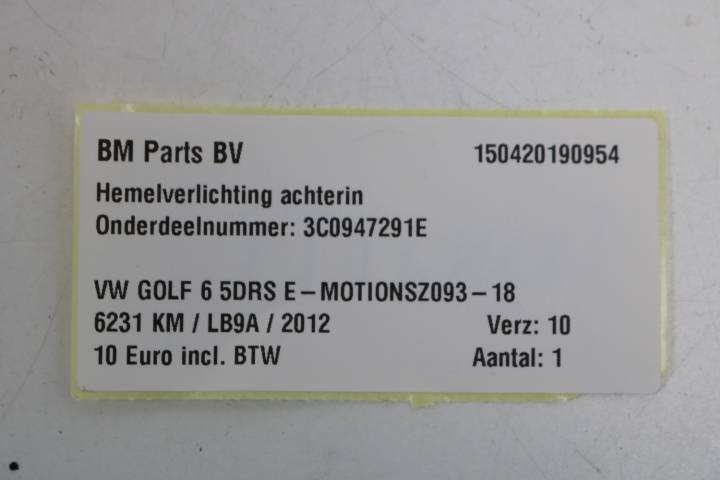 BM Parts BV 150420190954
Hemelverlichting achterin
Onderdeelnummer: 3C0947291E
VW GOLF 6 5DRS E-MOTIONSZ093-18
6231 KM / LB9A / 2012 Verz: 10
10 Euro incl. BTW Aantal: 1